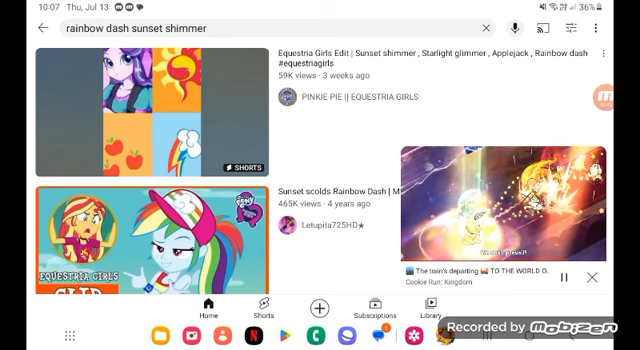 10:07 Thu, Jul 13
36%
rainbow dash sunset shimmer
Equestria Girls Edit | Sunset shimmer , Starlight glimmer , Applejack , Rainbow dash
#equestriagirls
59K views · 3 weeks ago
PINKIE PIE || EQUESTRIA GIRLS
SHORTS
Sunset scolds Rainbow Dash | M
465K views · 4 years ago
Letupita725HD★
EQUESTRIA GIRLS
CLIP
prevail!
The train's departing 🚂 TO THE WORLD O.
Cookie Run: Kingdom
Home
Shorts
Subscriptions
Library
Recorded by Mobizen